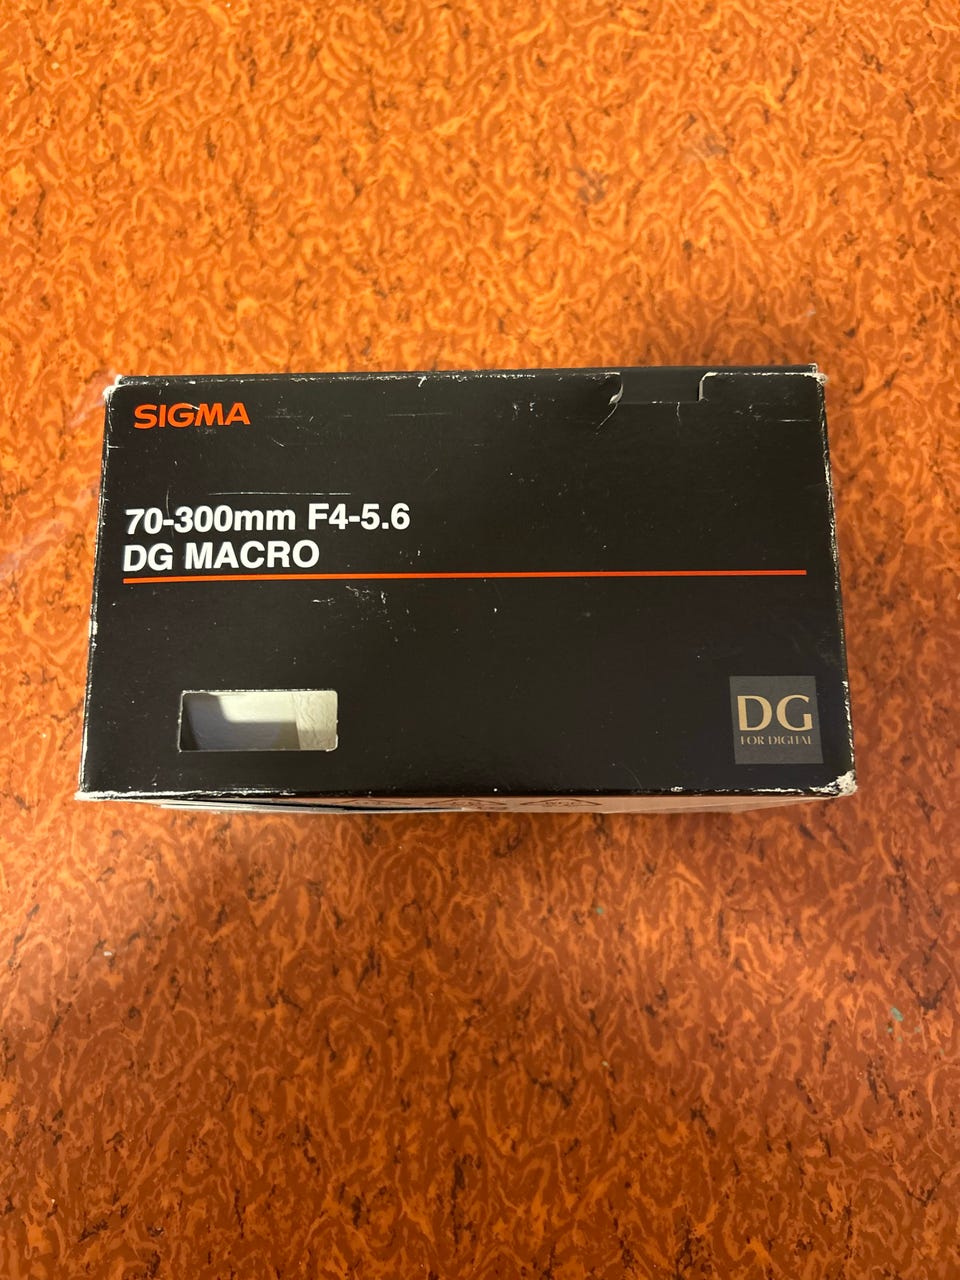 SIGMA
70-300mm F4-5.6
DG MACRO
DG
FOR DIGITAL